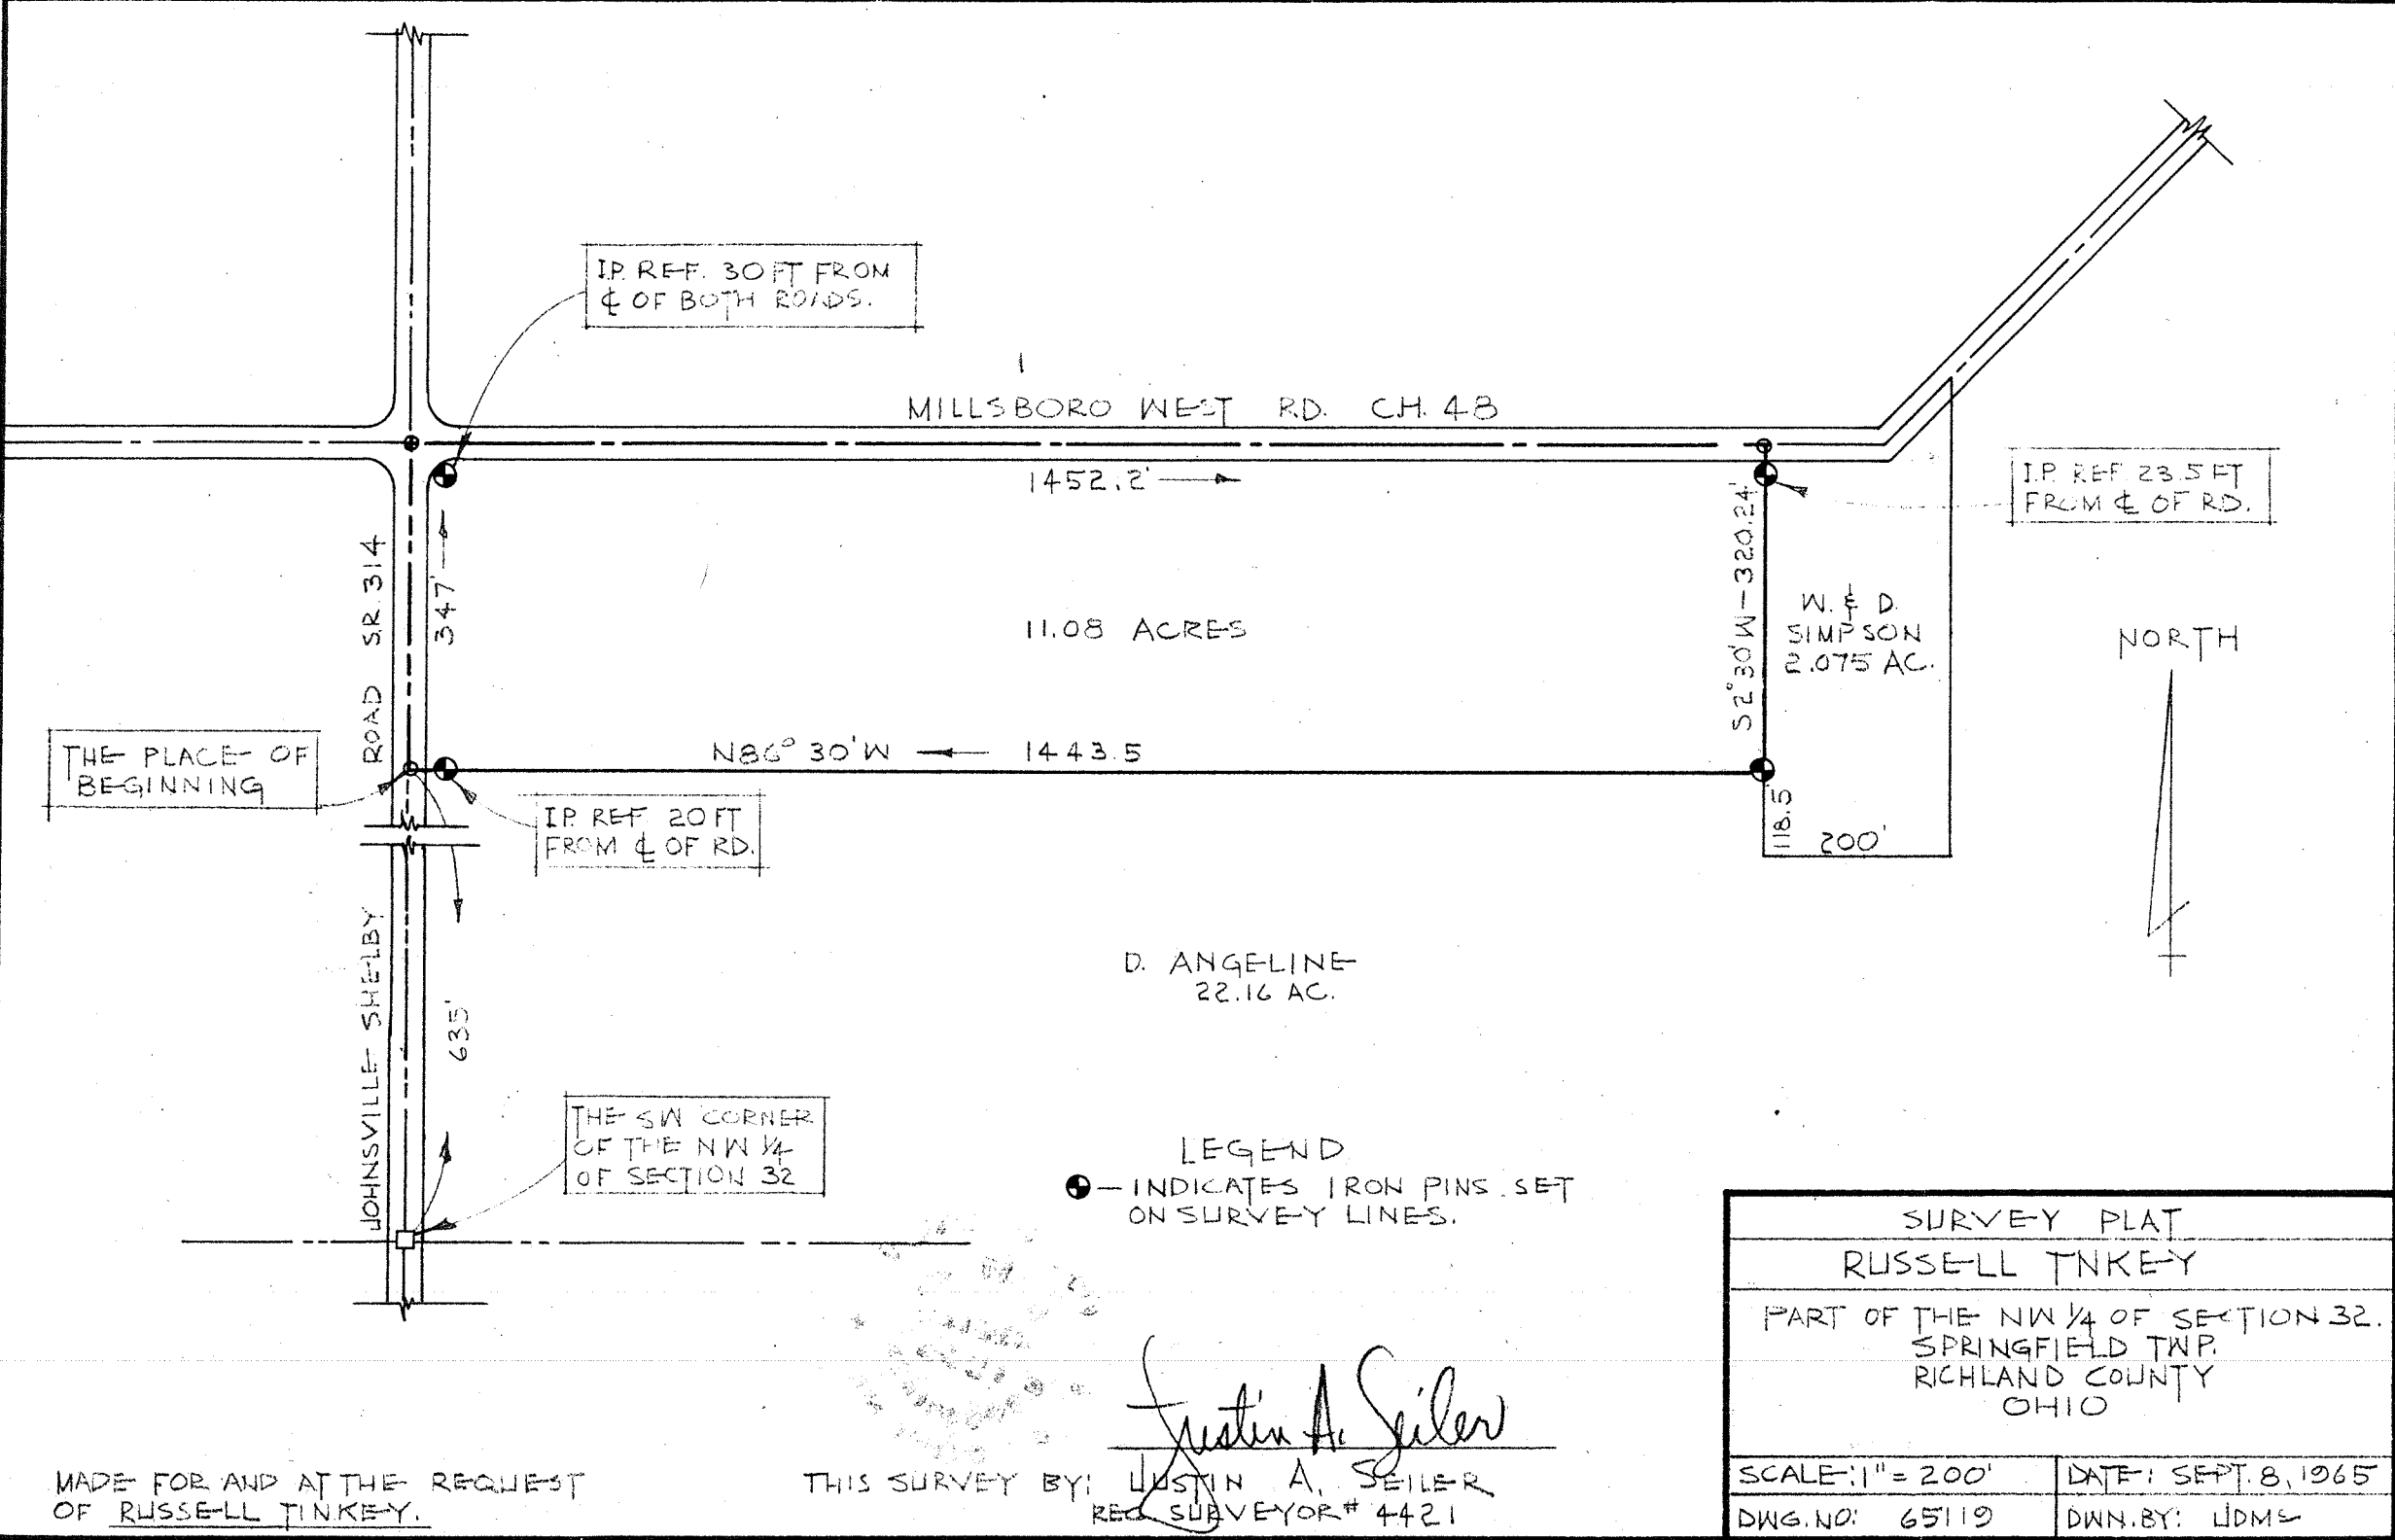 I.P. REF. 30 FT FROM
℄ OF BOTH ROADS.
MILLSBORO WEST RD. C.H. 48
1452.2'
I.P. REF. 23.5 FT
FROM ℄ OF RD.
ROAD S.R. 314
347'
11.08 ACRES
S2°30'W-320.24'
W. & D.
SIMPSON
2.075 AC.
NORTH
THE PLACE OF
BEGINNING
N86°30'W
1443.5
I.P. REF. 20 FT
FROM ℄ OF RD.
118.5
200'
JOHNSVILLE SHELBY
635'
D. ANGELINE
22.16 AC.
THE SW CORNER
OF THE NW 1/4
OF SECTION 32
LEGEND
- INDICATES IRON PINS SET
ON SURVEY LINES.
SURVEY PLAT
RUSSELL TNKEY
PART OF THE NW 1/4 OF SECTION 32.
SPRINGFIELD TWP.
RICHLAND COUNTY
OHIO
SCALE: 1" = 200'
DATE: SEPT. 8, 1965
DWG. NO: 65119
DWN. BY: JDMS
MADE FOR AND AT THE REQUEST
OF RUSSELL TINKEY.
Justin A. Seiler
THIS SURVEY BY: JUSTIN A. SEILER
REG. SURVEYOR # 4421